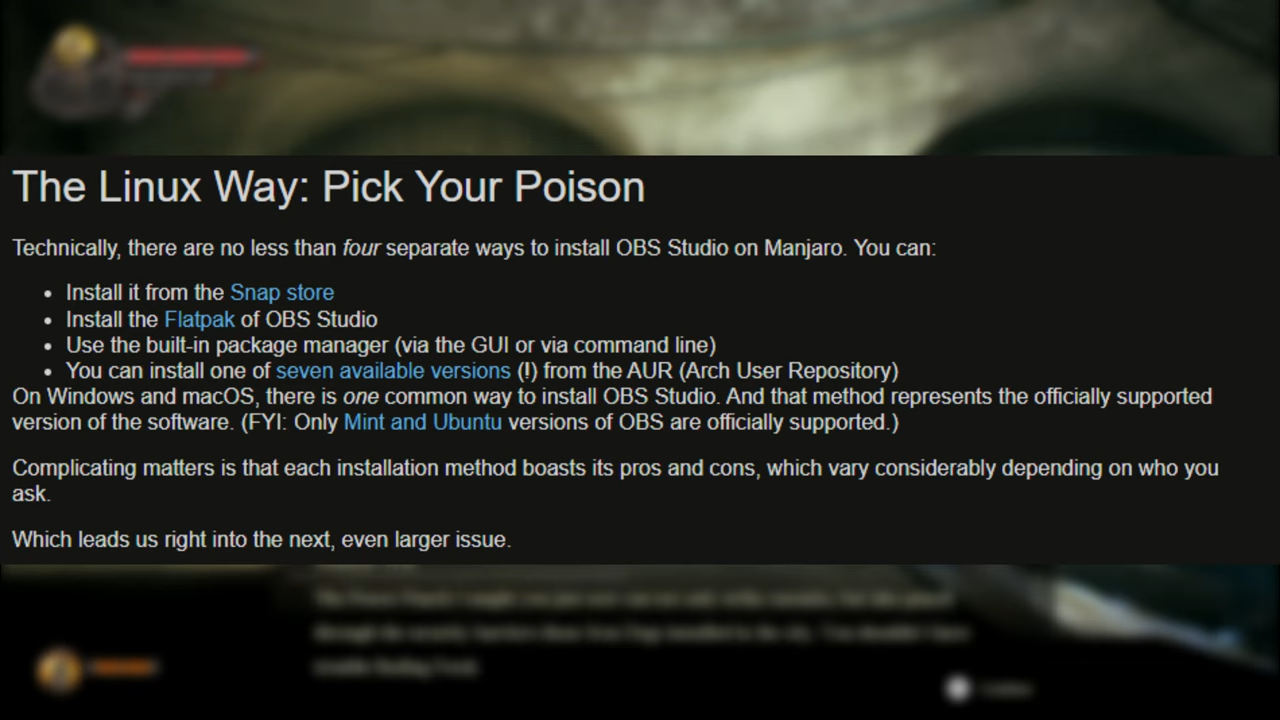 The Linux Way: Pick Your Poison
Technically, there are no less than four separate ways to install OBS Studio on Manjaro. You can:
• Install it from the Snap store
• Install the Flatpak of OBS Studio
• Use the built-in package manager (via the GUI or via command line)
• You can install one of seven available versions (!) from the AUR (Arch User Repository)
On Windows and macOS, there is one common way to install OBS Studio. And that method represents the officially supported
version of the software. (FYI: Only Mint and Ubuntu versions of OBS are officially supported.)
Complicating matters is that each installation method boasts its pros and cons, which vary considerably depending on who you
ask.
Which leads us right into the next, even larger issue.